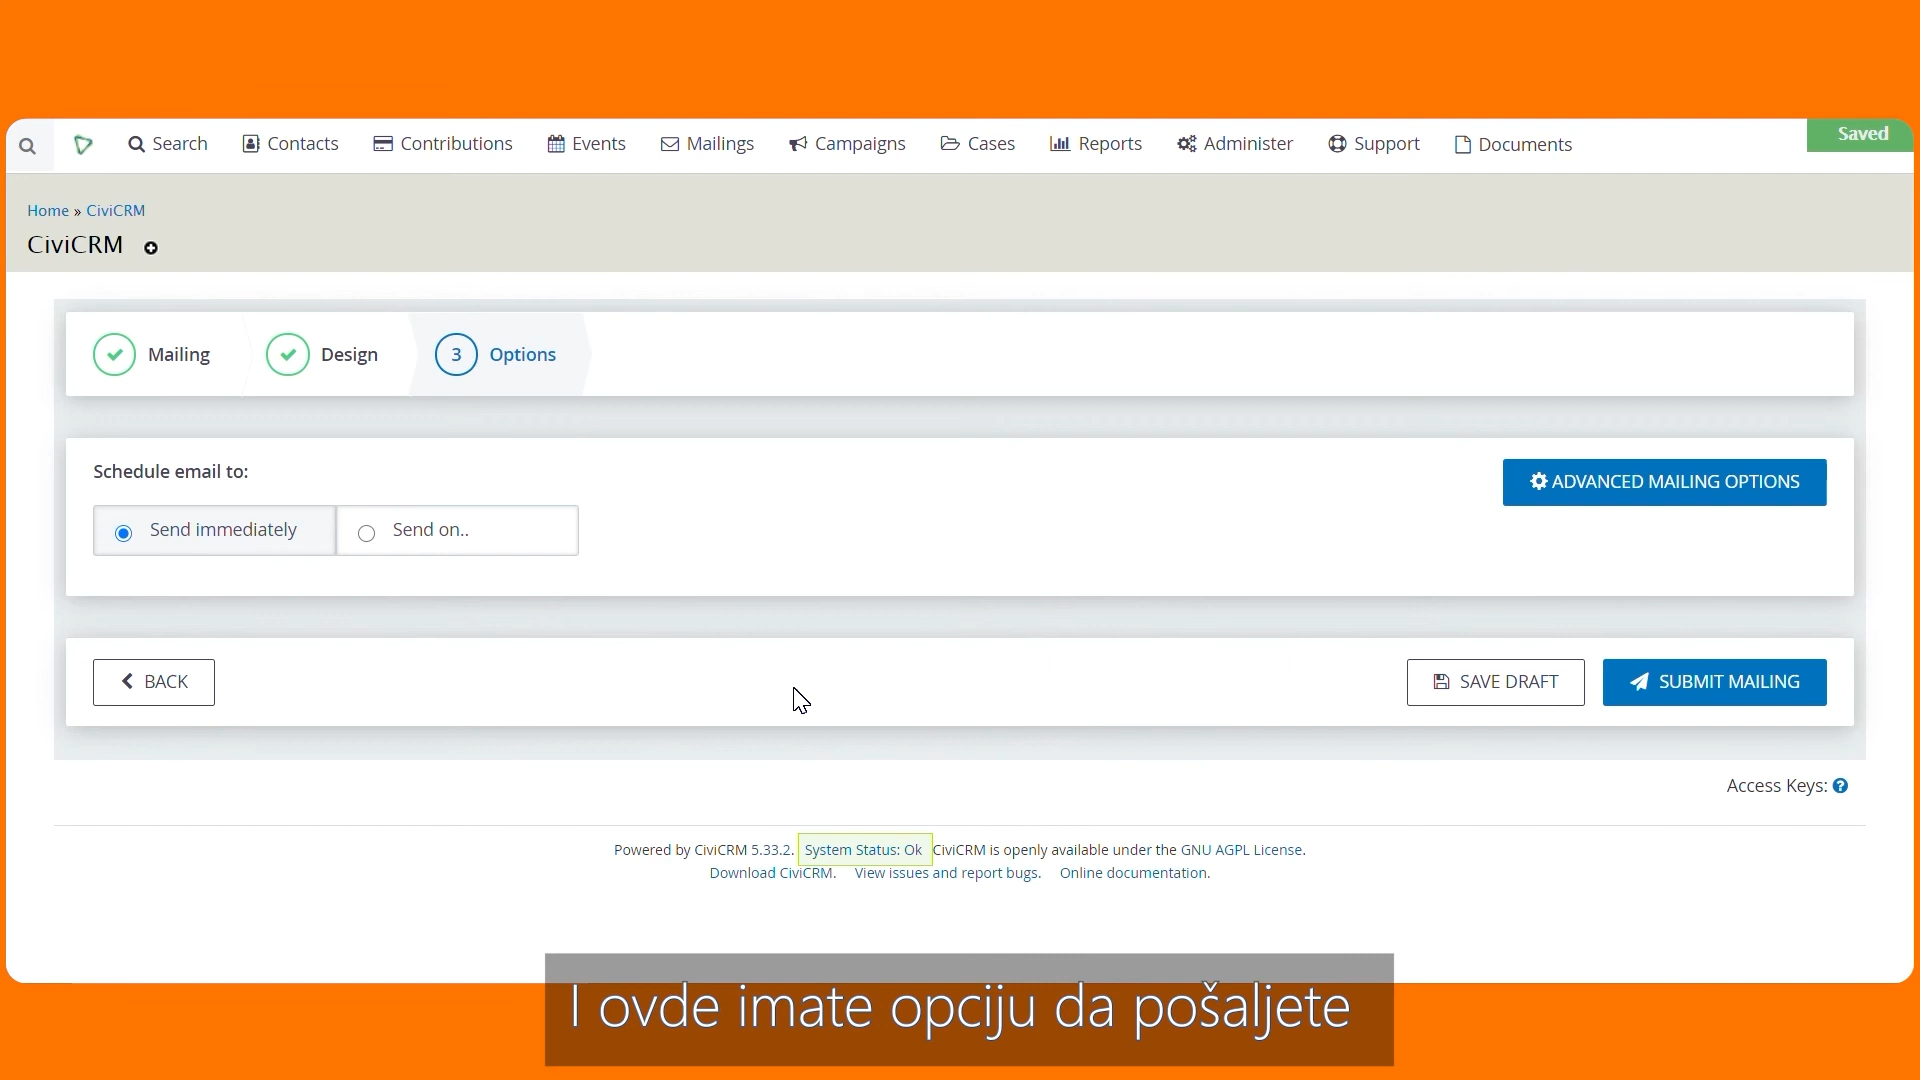 Search Contacts Contributions Events Mailings Campaigns Cases Reports Administer Support Documents Saved
Home » CiviCRM
CiviCRM
Mailing Design 3 Options
Schedule email to:
ADVANCED MAILING OPTIONS
Send immediately Send on..
BACK SAVE DRAFT SUBMIT MAILING
Access Keys: ?
Powered by CiviCRM 5.33.2. System Status: Ok CiviCRM is openly available under the GNU AGPL License.
Download CiviCRM. View issues and report bugs. Online documentation.
I ovde imate opciju da pošaljete